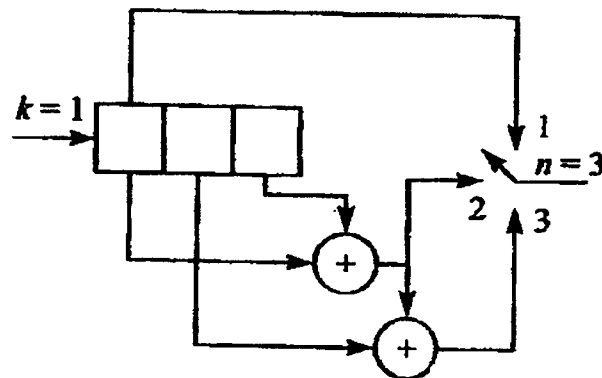 k = 1
1
n = 3
2
3
+
+